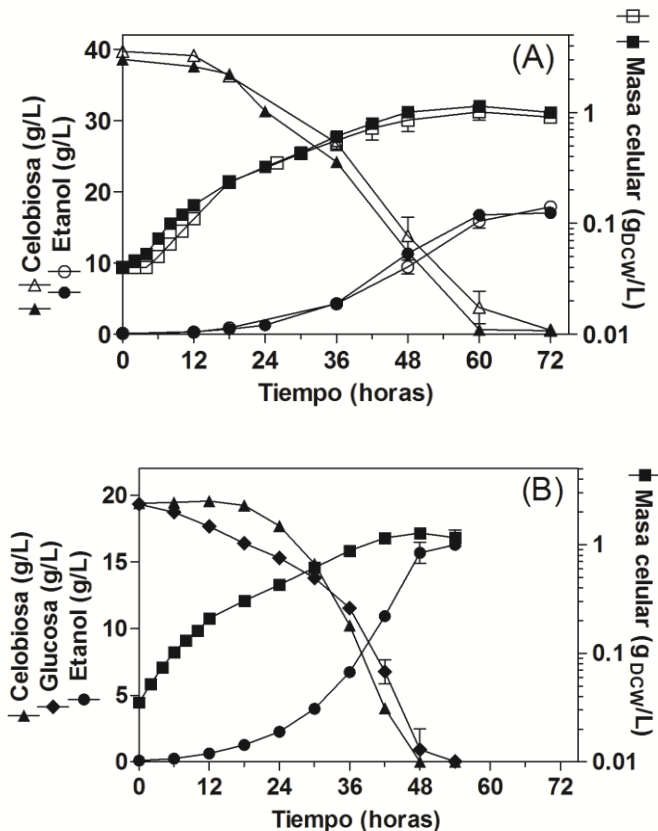 (A)
40
30
20
10
0
Celobiosa (g/L)
Etanol (g/L)
1
0.1
0.01
Masa celular (gDCW/L)
0 12 24 36 48 60 72
Tiempo (horas)
(B)
20
15
10
5
0
Celobiosa (g/L)
Glucosa (g/L)
Etanol (g/L)
1
0.1
0.01
Masa celular (g DCW/L)
0 12 24 36 48 60 72
Tiempo (horas)